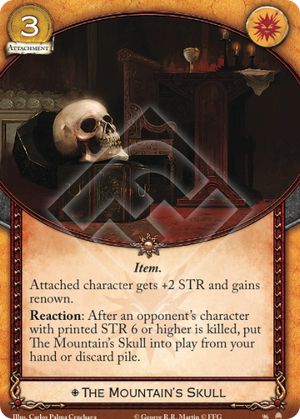 3
Attachment
Item.
Attached character gets +2 STR and gains
renown.
Reaction: After an opponent's character
with printed STR 6 or higher is killed, put
The Mountain's Skull into play from your
hand or discard pile.
The Mountain's Skull
Illus. Carlos Palma Cruchaga © George R.R. Martin © FFG 96